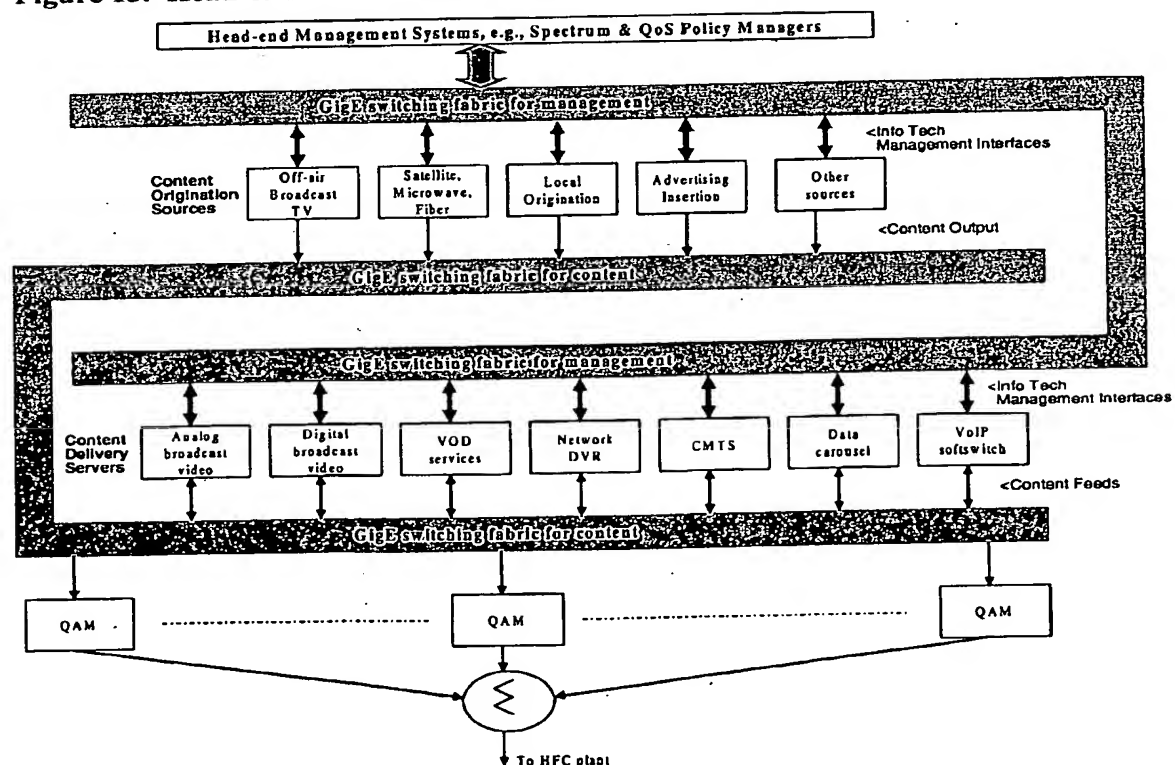 Figure
Head-end Management Systems, e.g., Spectrum & QoS Policy Managers
GigE switching fabric for management
<Info Tech
Management Interfaces
Content
Origination
Sources
Off-air
Broadcast
TV
Satellite,
Microwave,
Fiber
Local
Origination
Advertising
Insertion
Other
sources
<Content Output
GigE switching fabric for content
GigE switching fabric for management
<Info Tech
Management Interfaces
Content
Delivery
Servers
Analog
broadcast
video
Digital
broadcast
video
VOD
services
Network
DVR
CMTS
Data
carousel
VoIP
softswitch
<Content Feeds
GigE switching fabric for content
QAM
QAM
QAM
To HFC plant